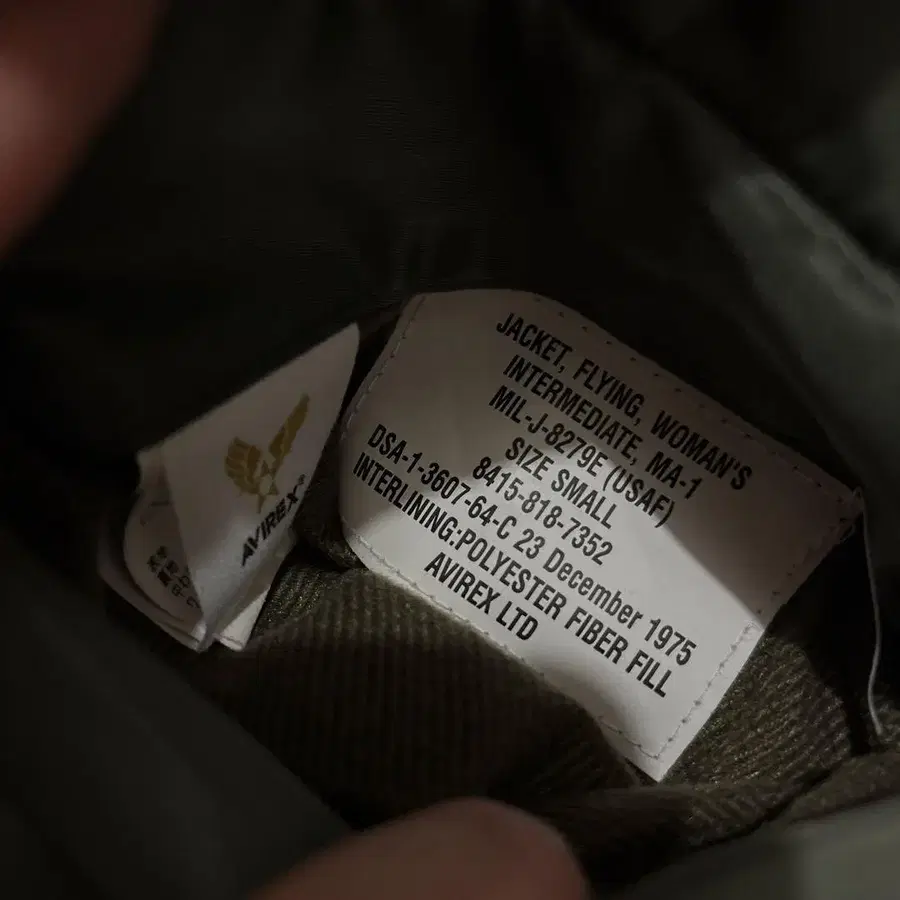 JACKET, FLYING, WOMAN'S
INTERMEDIATE, MA-1
MIL-J-8279E (USAF)
SIZE SMALL
8415-818-7352
DSA-1-3607-64-C 23 December 1975
INTERLINING:POLYESTER FIBER FILL
AVIREX LTD
AVIREX®